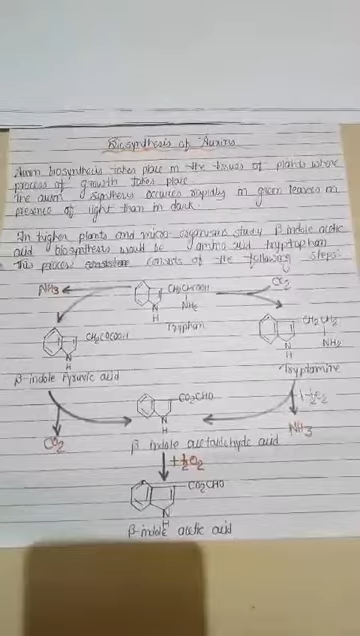 Biosynthesis of Auxins
Auxin biosynthesis takes place in the tissues of plants where
process of growth takes place
The auxin synthesis occures rapidly in green leaves in
presence of light than in dark.
In higher plants and micro-organisms study β-indole acetic
acid biosynthesis would be amino acid tryptophan
This process consists of the following steps:
NH₃ CH₂CHCOOH CO₂
NH₂
N
H
Tryphan
CH₂COCOOH CH₂CH₂
NH₂
N N
H H
β-indole Pyruvic acid Tryptamine
CO₂CHO
N
H
CO₂ NH₃
β indole acetaldehyde acid
+½O₂
CO₂CHO
N
H
β-indole acetic acid